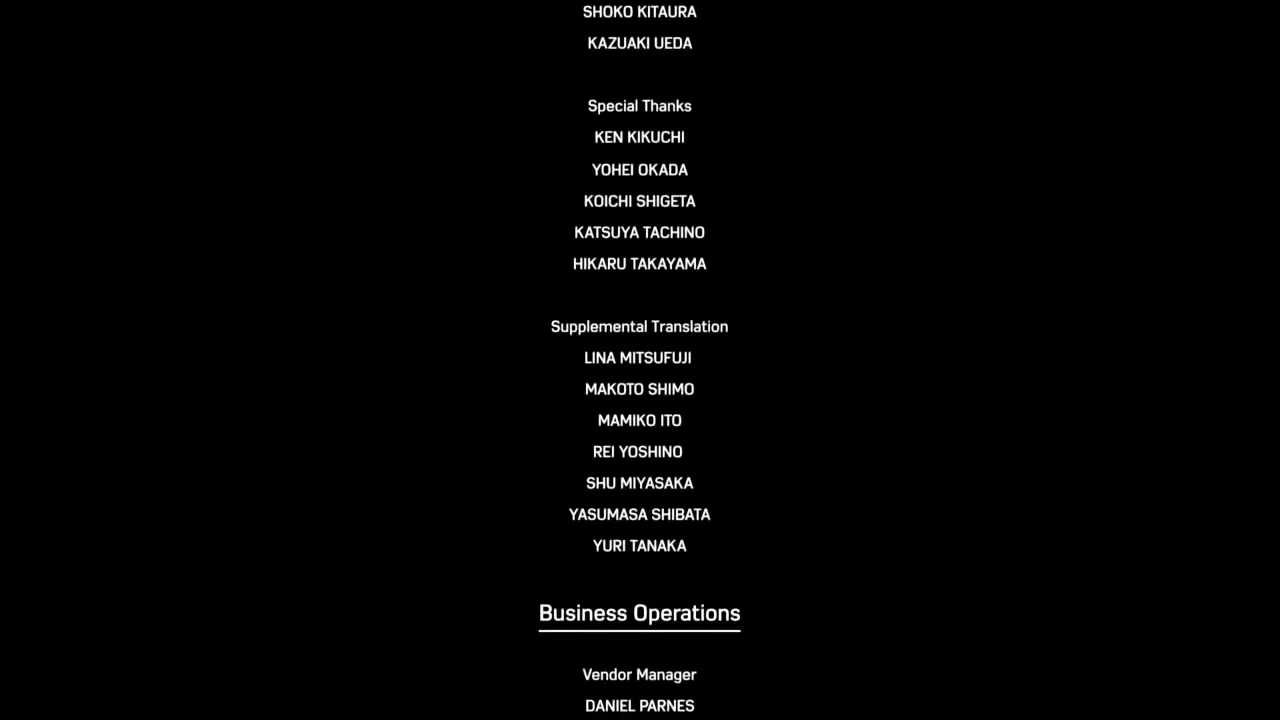 SHOKO KITAURA
KAZUAKI UEDA
Special Thanks
KEN KIKUCHI
YOHEI OKADA
KOICHI SHIGETA
KATSUYA TACHINO
HIKARU TAKAYAMA
Supplemental Translation
LINA MITSUFUJI
MAKOTO SHIMO
MAMIKO ITO
REI YOSHINO
SHU MIYASAKA
YASUMASA SHIBATA
YURI TANAKA
Business Operations
Vendor Manager
DANIEL PARNES